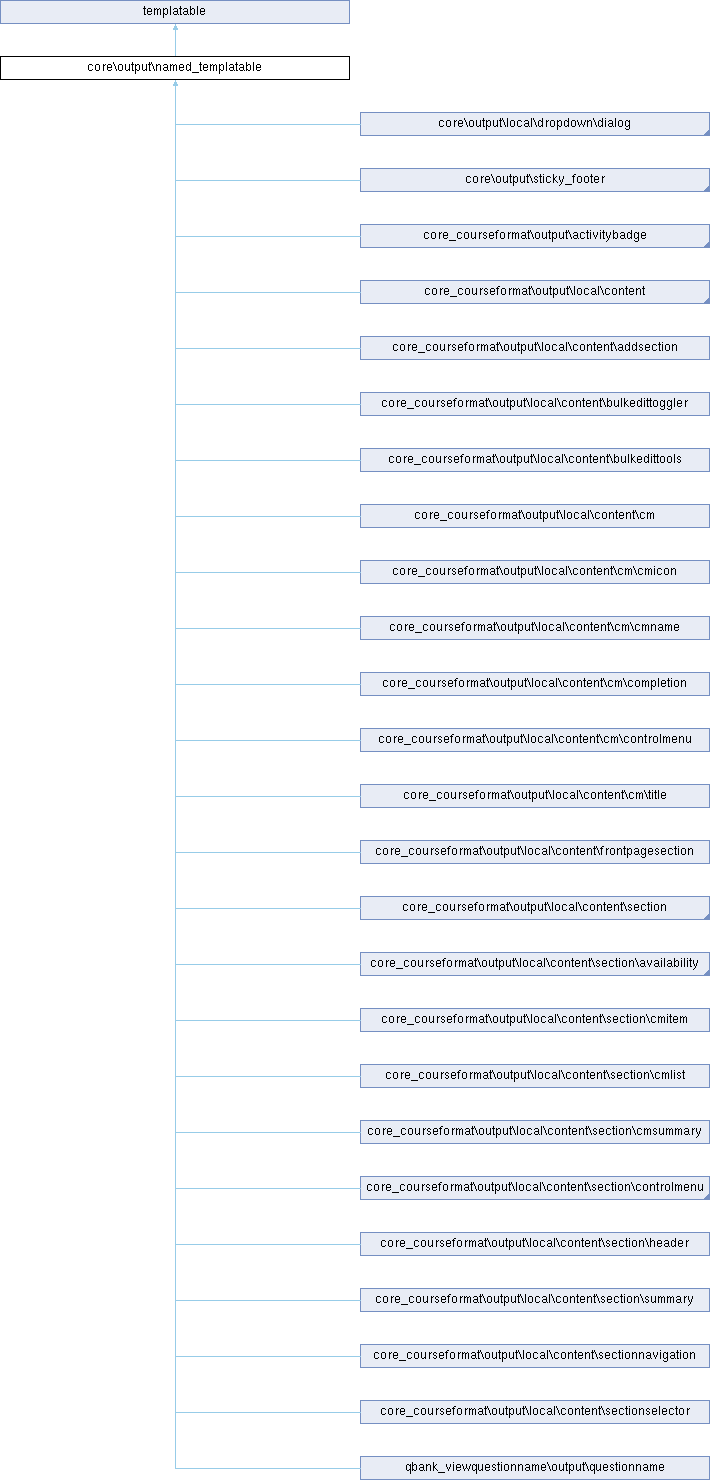 templatable
core\output\named_templatable
core\output\local\dropdown\dialog
core\output\sticky_footer
core_courseformat\output\activitybadge
core_courseformat\output\local\content
core_courseformat\output\local\content\addsection
core_courseformat\output\local\content\bulkedittoggler
core_courseformat\output\local\content\bulkedittools
core_courseformat\output\local\content\cm
core_courseformat\output\local\content\cm\cmicon
core_courseformat\output\local\content\cm\cmname
core_courseformat\output\local\content\cm\completion
core_courseformat\output\local\content\cm\controlmenu
core_courseformat\output\local\content\cm\title
core_courseformat\output\local\content\frontpagesection
core_courseformat\output\local\content\section
core_courseformat\output\local\content\section\availability
core_courseformat\output\local\content\section\cmitem
core_courseformat\output\local\content\section\cmlist
core_courseformat\output\local\content\section\cmsummary
core_courseformat\output\local\content\section\controlmenu
core_courseformat\output\local\content\section\header
core_courseformat\output\local\content\section\summary
core_courseformat\output\local\content\sectionnavigation
core_courseformat\output\local\content\sectionselector
qbank_viewquestionname\output\questionname